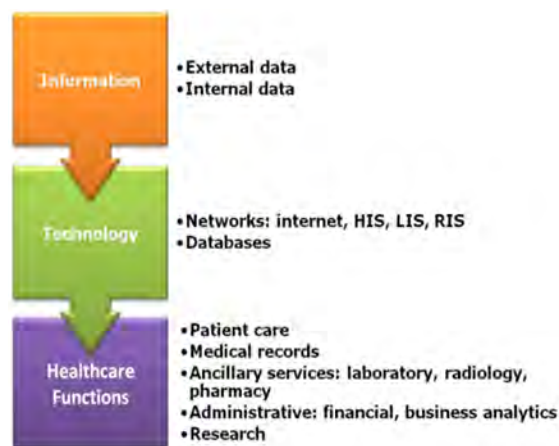 Information
•External data
•Internal data
Technology
•Networks: internet, HIS, LIS, RIS
•Databases
Healthcare
Functions
•Patient care
•Medical records
•Ancillary services: laboratory, radiology,
pharmacy
•Administrative: financial, business analytics
•Research